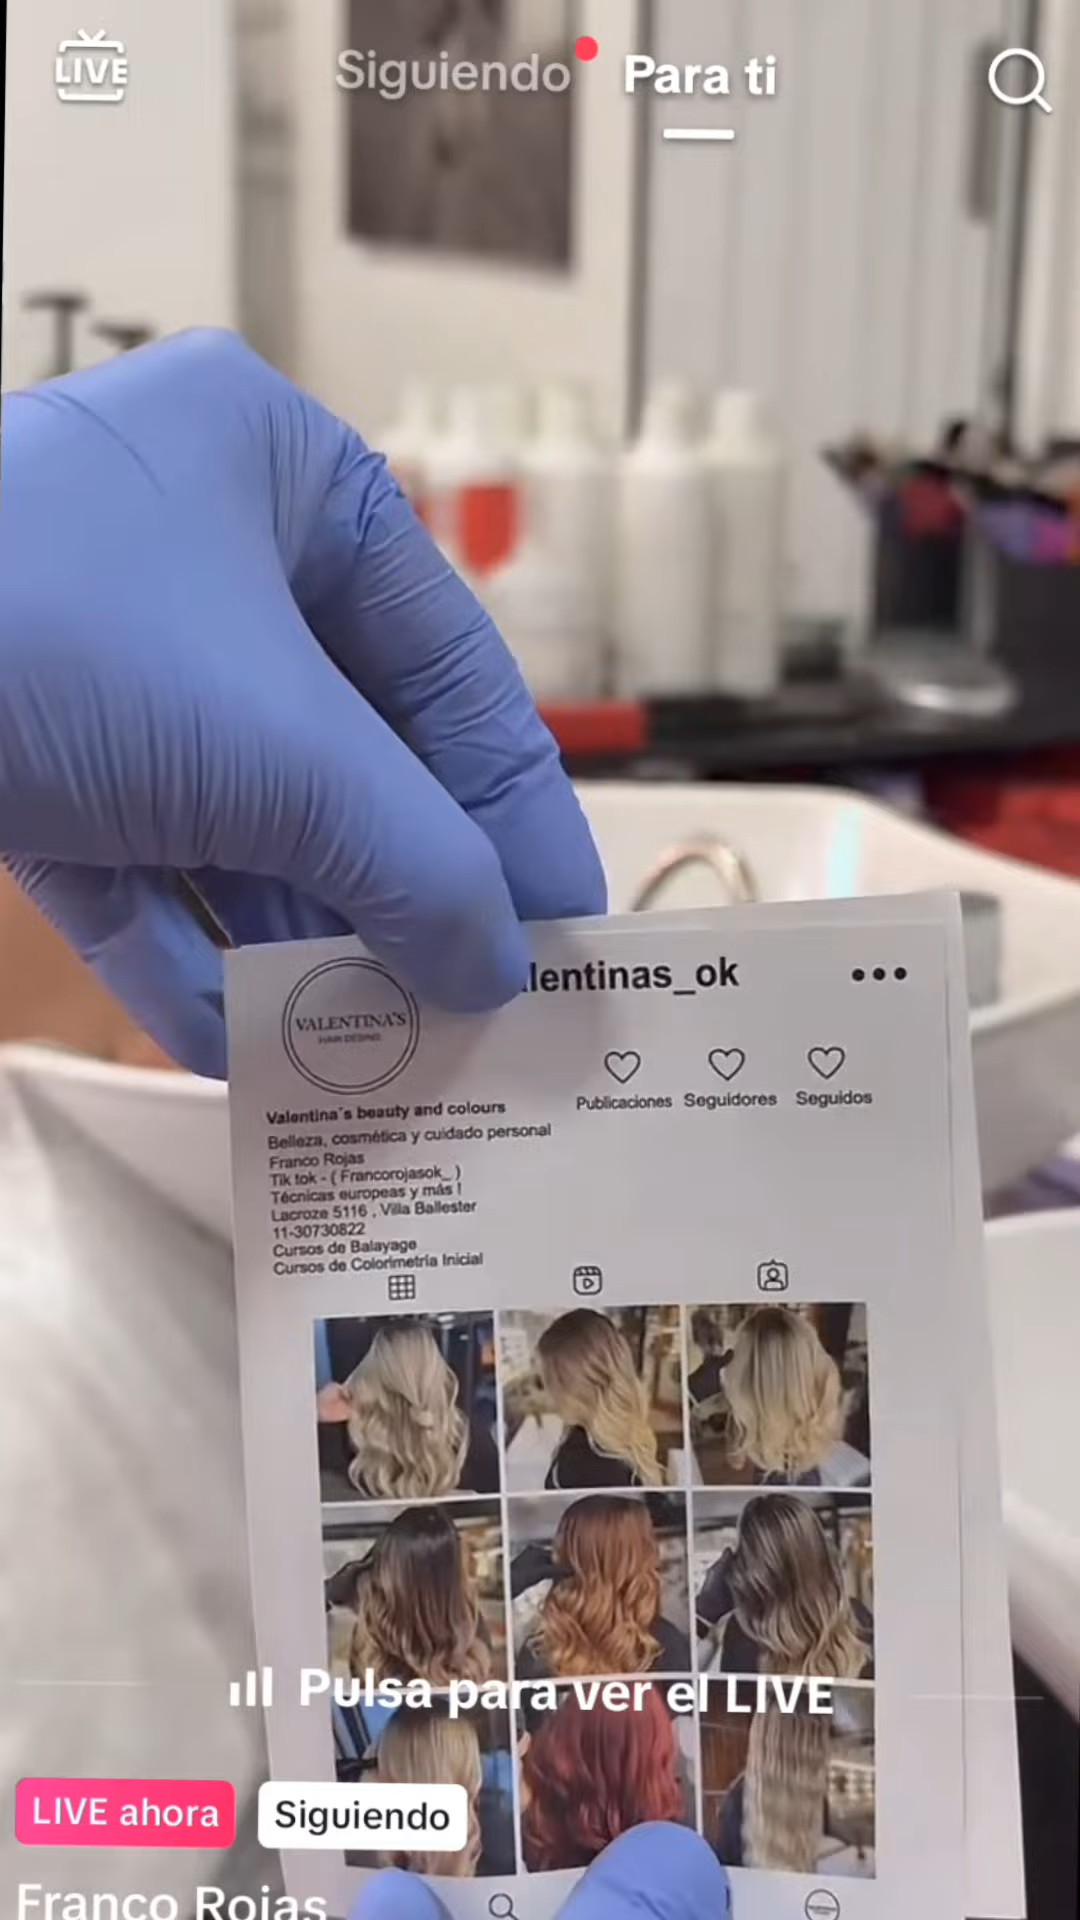 LIVE
Siguiendo
Para ti
lentinas_ok
VALENTINA'S
HAIR DESING
Publicaciones Seguidores Seguidos
Valentina´s beauty and colours
Belleza, cosmética y cuidado personal
Franco Rojas
Tik tok - ( Francorojasok_ )
Técnicas europeas y más !
Lacroze 5116 , Villa Ballester
11-30730822
Cursos de Balayage
Cursos de Colorimetría Inicial
Pulsa para ver el LIVE
LIVE ahora
Siguiendo
Franco Rojas